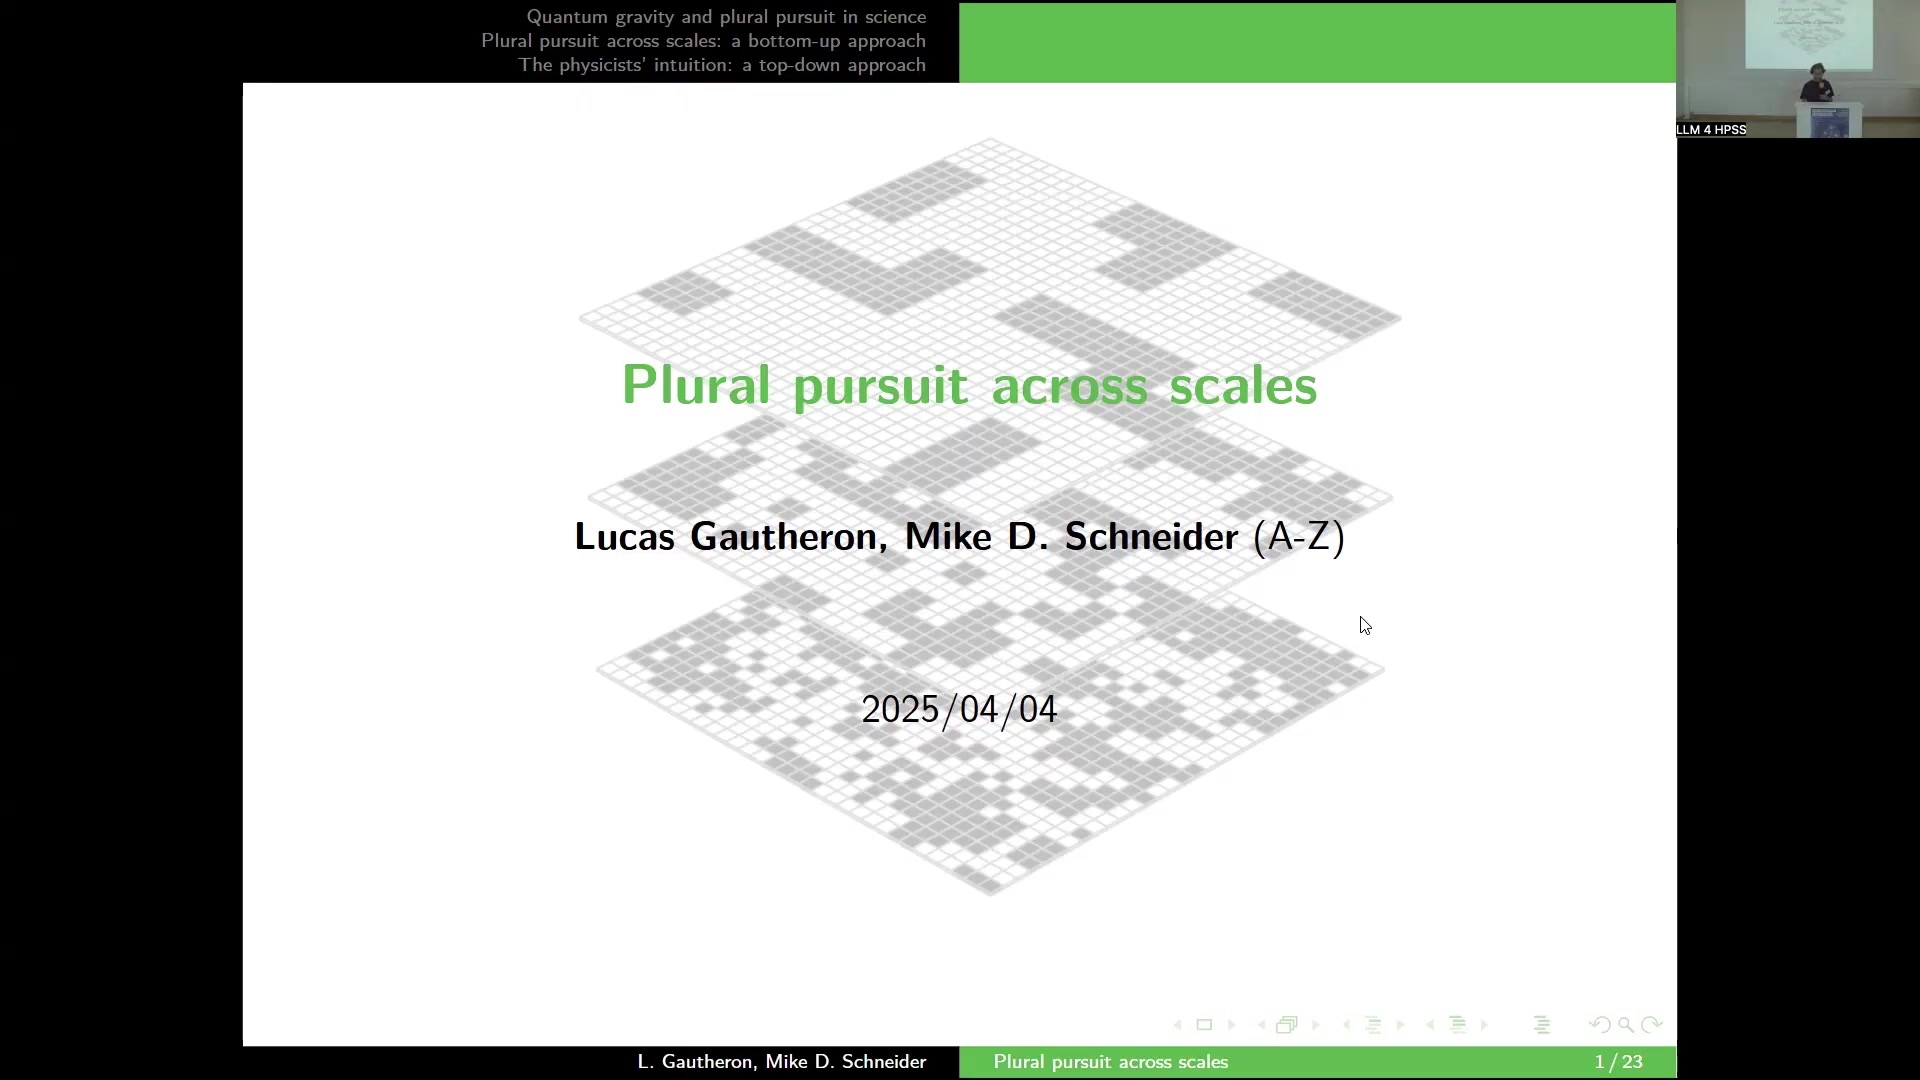 Quantum gravity and plural pursuit in science
Plural pursuit across scales: a bottom-up approach
The physicists' intuition: a top-down approach
LLM 4 HPSS
Plural pursuit across scales
Lucas Gautheron, Mike D. Schneider (A-Z)
2025/04/04
L. Gautheron, Mike D. Schneider
Plural pursuit across scales
1 / 23